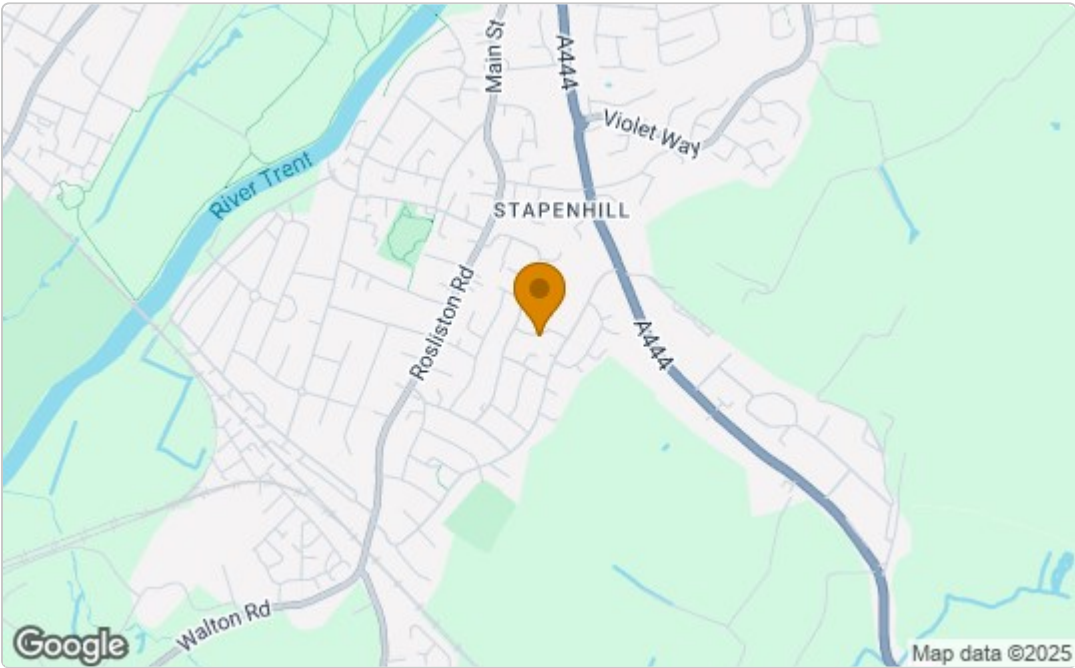 Main St
A444
Violet Way
River Trent
STAPENHILL
Rosliston Rd
A444
Walton Rd
Google
Map data ©2025